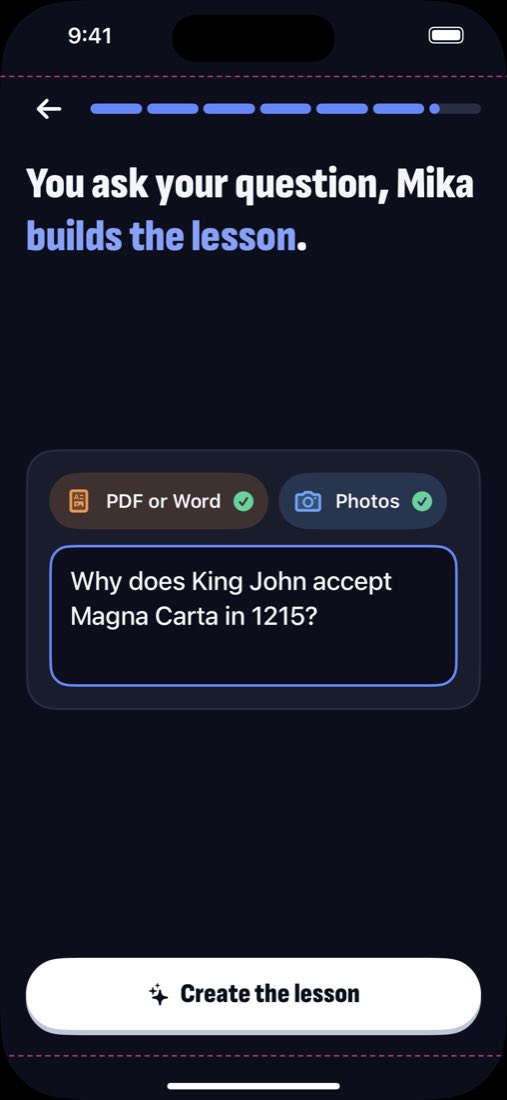 9:41
You ask your question, Mika
builds the lesson.
PDF or Word
Photos
Why does King John accept
Magna Carta in 1215?
Create the lesson